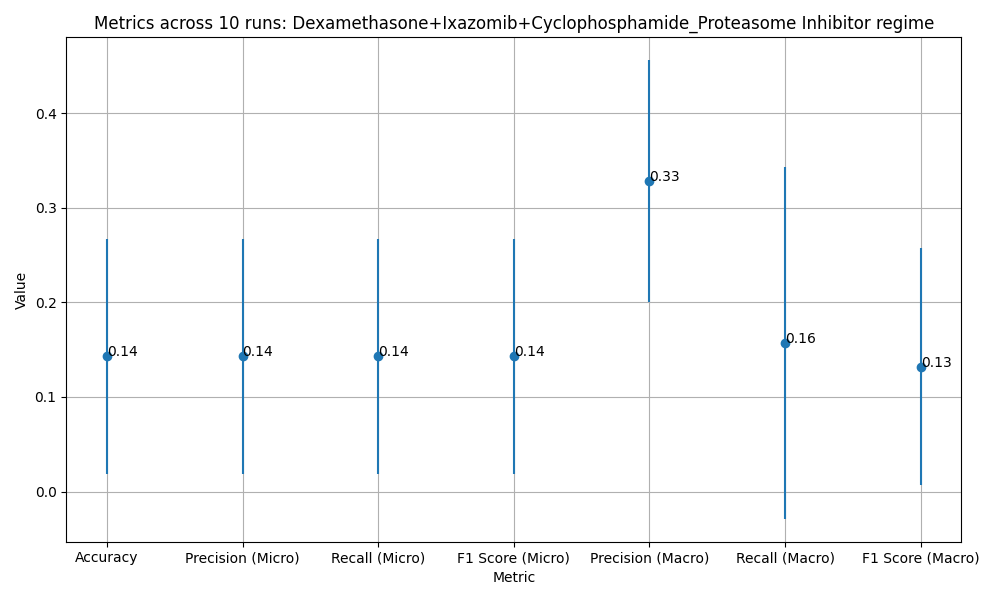 Metrics across 10 runs: Dexamethasone+Ixazomib+Cyclophosphamide_Proteasome Inhibitor regime
Value
0.4
0.3
0.2
0.1
0.0
0.14
0.14
0.14
0.14
0.33
0.16
0.13
Accuracy
Precision (Micro)
Recall (Micro)
F1 Score (Micro)
Precision (Macro)
Recall (Macro)
F1 Score (Macro)
Metric